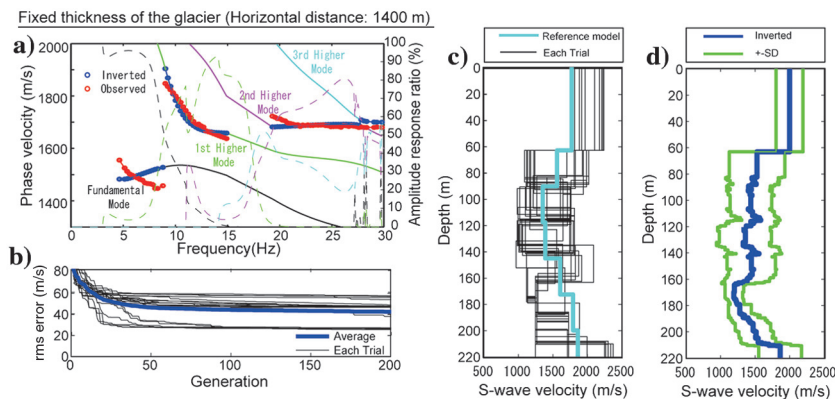 Fixed thickness of the glacier (Horizontal distance: 1400 m)
a)
Phase velocity (m/s)
2000
1800
1600
1400
Inverted
Observed
3rd Higher
Mode
2nd Higher
Mode
1st Higher
Mode
Fundamental
Mode
100
90
80
70
60
50
40
30
20
10
0
Amplitude response ratio (%)
0 5 10 15 20 25 30
Frequency(Hz)
b)
rms error (m/s)
80
60
40
20
0
Average
Each Trial
0 50 100 150 200
Generation
c)
Reference model
Each Trial
Depth (m)
0
20
40
60
80
100
120
140
160
180
200
220
500 1000 1500 2000 2500
S-wave velocity (m/s)
d)
Inverted
+-SD
Depth (m)
0
20
40
60
80
100
120
140
160
180
200
220
500 1000 1500 2000 2500
S-wave velocity (m/s)